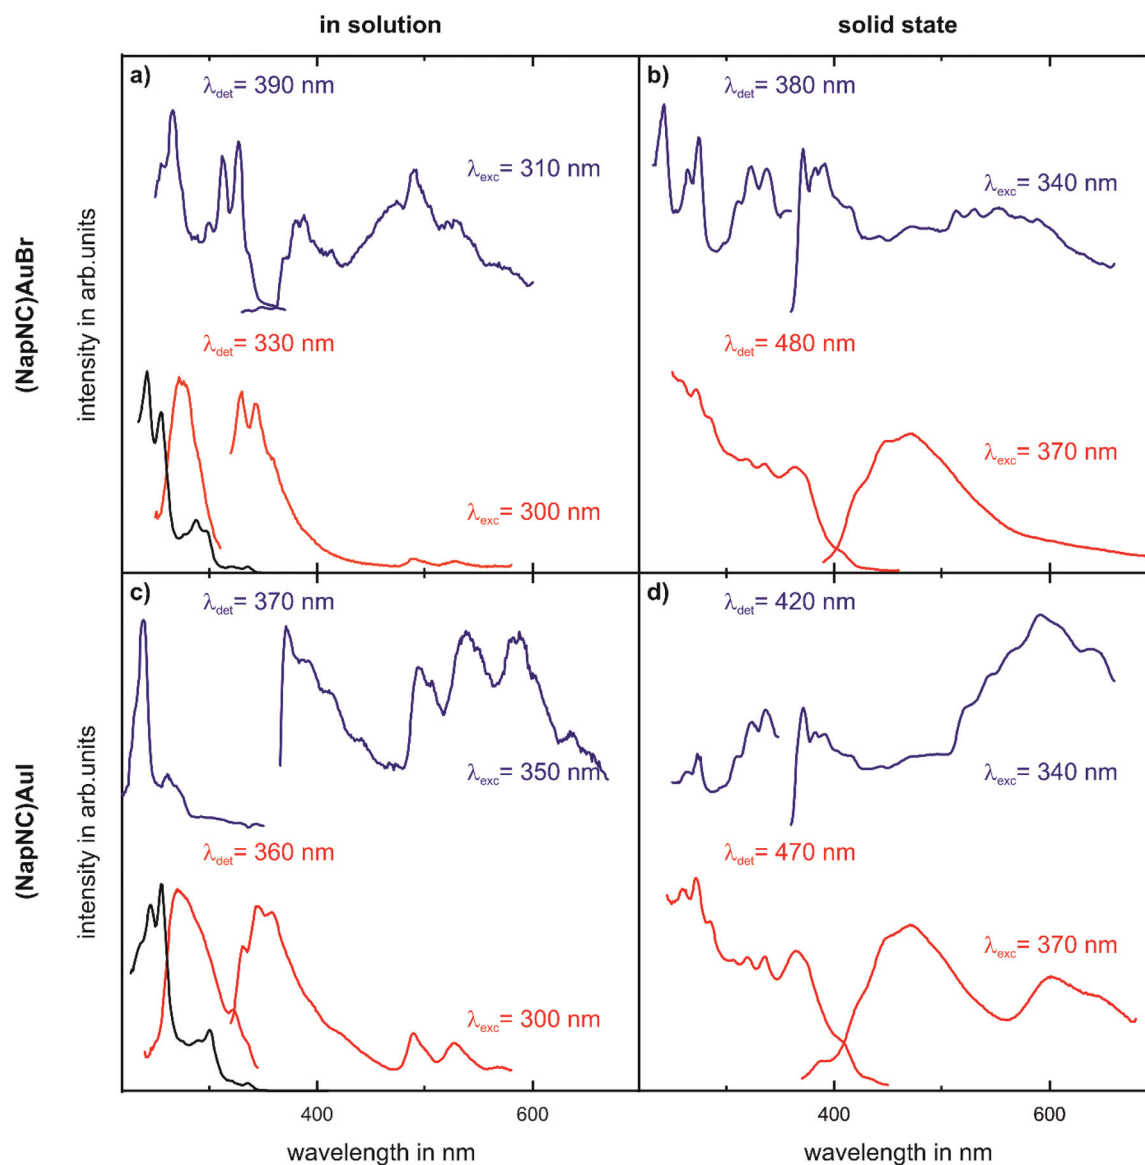 in solution
solid state
a)
λdet= 390 nm
λexc= 310 nm
λdet= 330 nm
λexc= 300 nm
b)
λdet= 380 nm
λexc= 340 nm
λdet= 480 nm
λexc= 370 nm
(NapNC)AuBr
intensity in arb.units
c)
λdet= 370 nm
λexc= 350 nm
λdet= 360 nm
λexc= 300 nm
d)
λdet= 420 nm
λexc= 340 nm
λdet= 470 nm
λexc= 370 nm
(NapNC)AuI
intensity in arb.units
400
600
400
600
wavelength in nm
wavelength in nm